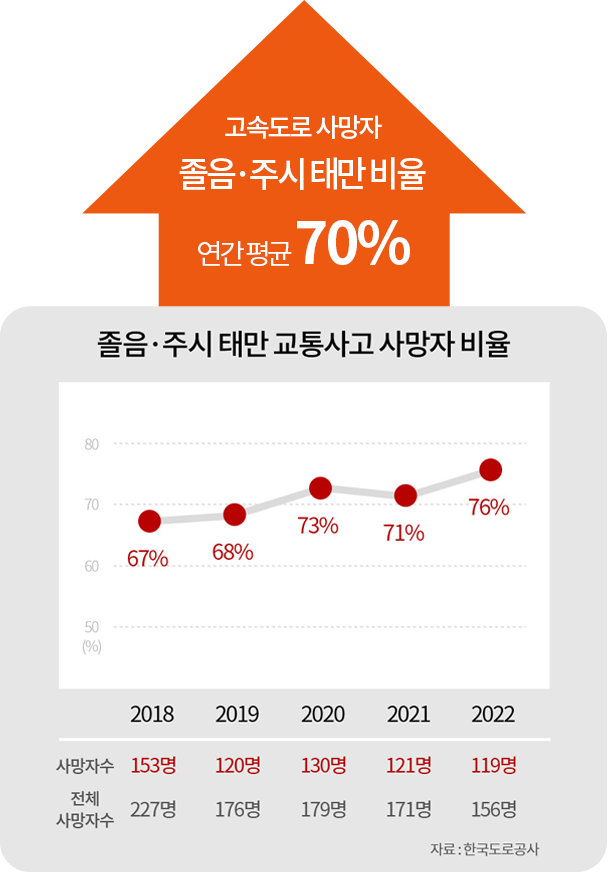 고속도로 사망자
졸음·주시 태만 비율
연간 평균 70%
졸음·주시 태만 교통사고 사망자 비율
80
70
60
50
(%)
67%
68%
73%
71%
76%
2018 2019 2020 2021 2022
사망자수 153명 120명 130명 121명 119명
전체
사망자수 227명 176명 179명 171명 156명
자료 : 한국도로공사